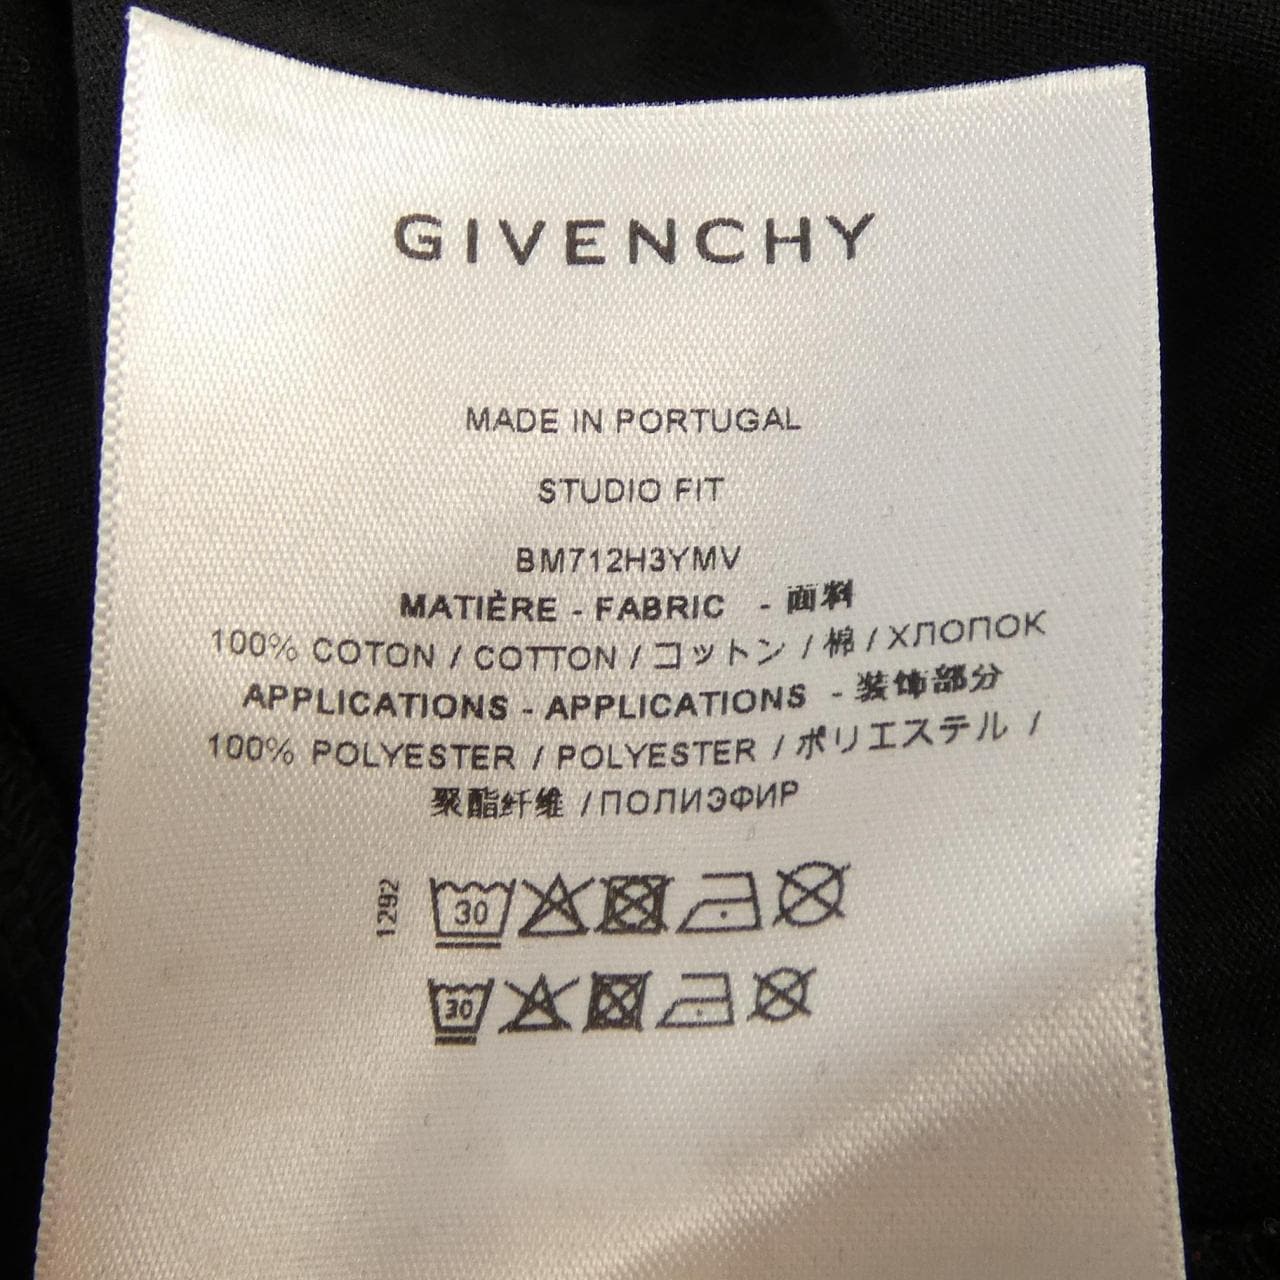 GIVENCHY
MADE IN PORTUGAL
STUDIO FIT
BM712H3YMV
MATIÈRE - FABRIC - 面料
100% COTON / COTTON / コットン / 棉 / ХЛОПОК
APPLICATIONS - APPLICATIONS - 装饰部分
100% POLYESTER / POLYESTER / ポリエステル /
聚酯纤维 / ПОЛИЭФИР
1292
30
30